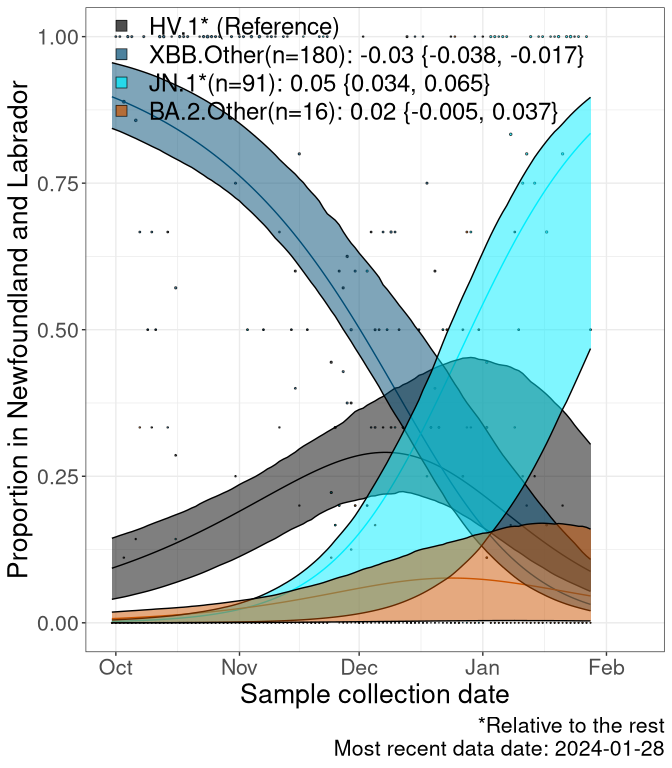 HV.1* (Reference)
XBB.Other(n=180): -0.03 {-0.038, -0.017}
JN.1*(n=91): 0.05 {0.034, 0.065}
BA.2.Other(n=16): 0.02 {-0.005, 0.037}
Proportion in Newfoundland and Labrador
1.00
0.75
0.50
0.25
0.00
Oct Nov Dec Jan Feb
Sample collection date
*Relative to the rest
Most recent data date: 2024-01-28